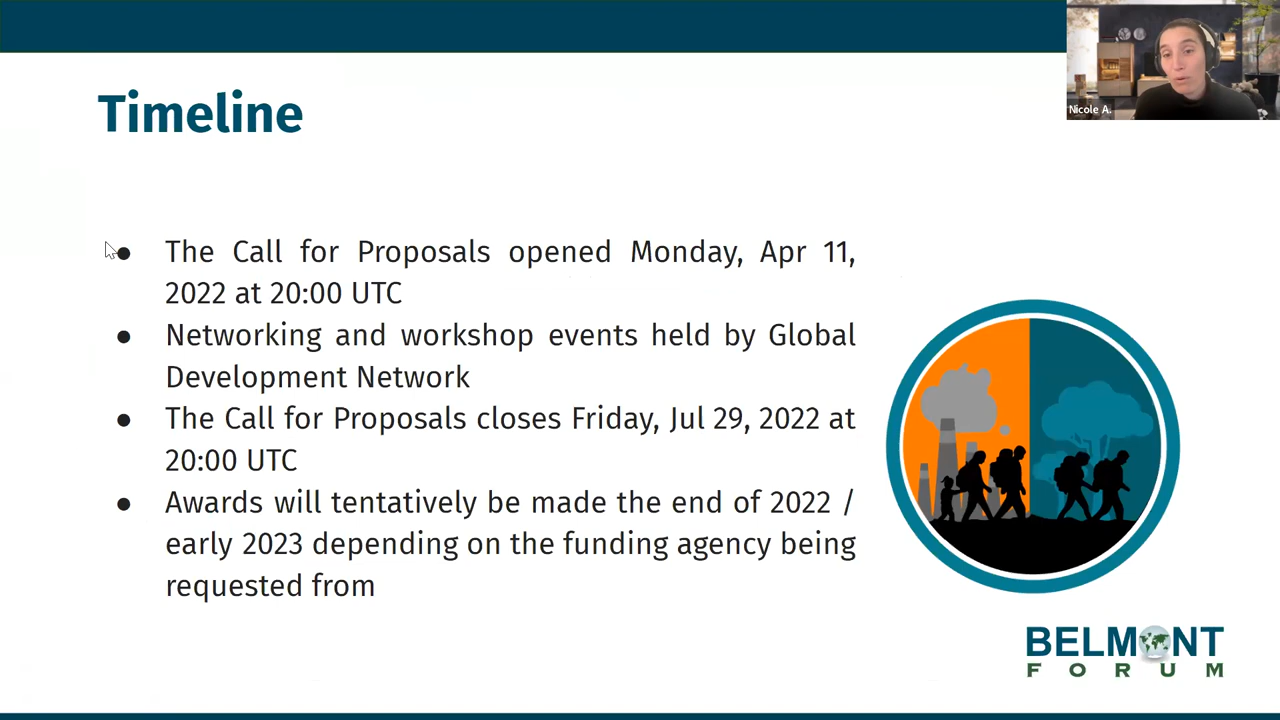 Timeline
Nicole A.
● The Call for Proposals opened Monday, Apr 11,
2022 at 20:00 UTC
● Networking and workshop events held by Global
Development Network
● The Call for Proposals closes Friday, Jul 29, 2022 at
20:00 UTC
● Awards will tentatively be made the end of 2022 /
early 2023 depending on the funding agency being
requested from
BELMONT
FORUM